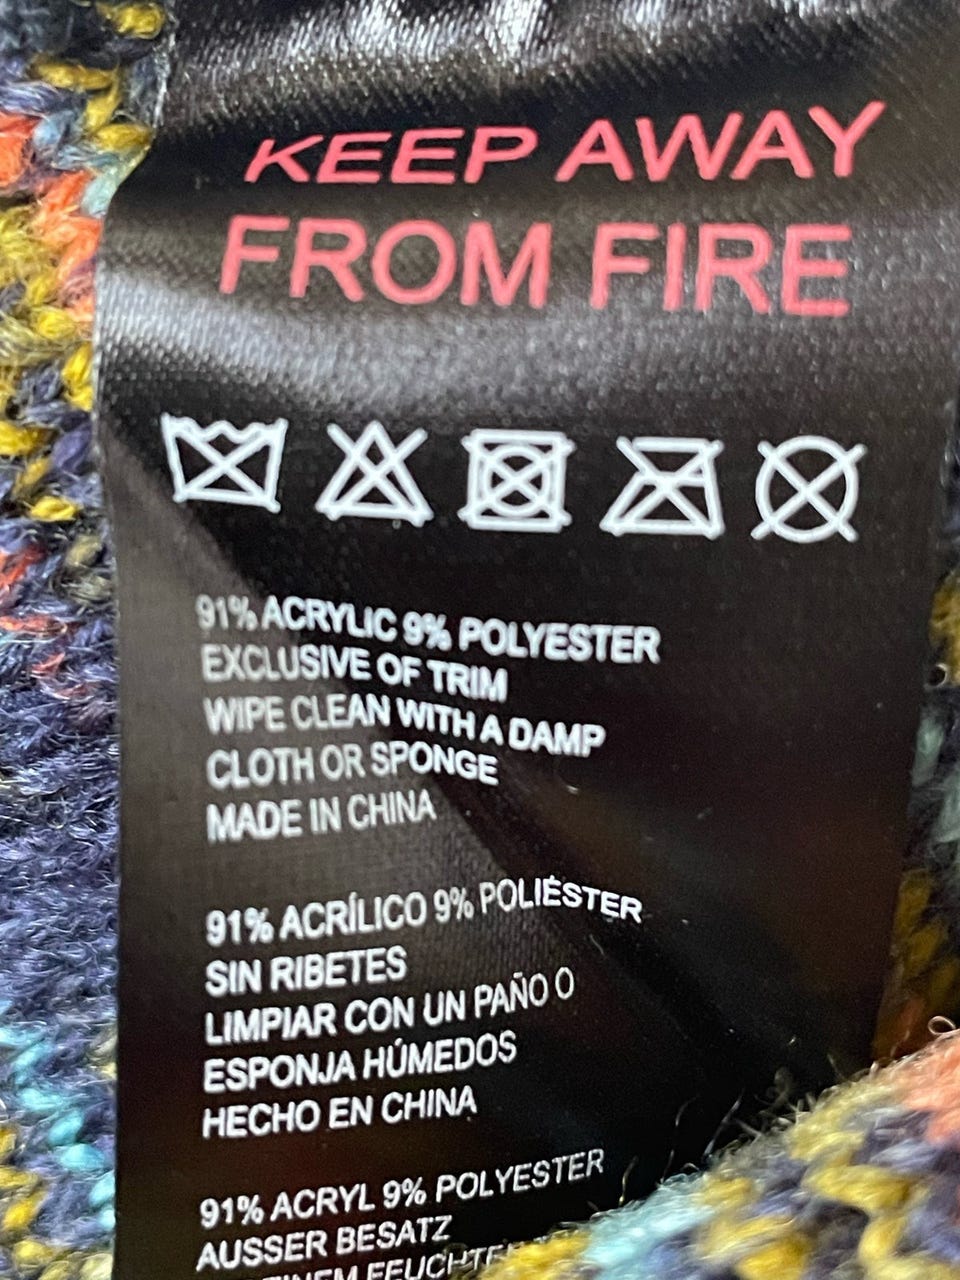 KEEP AWAY
FROM FIRE
91% ACRYLIC 9% POLYESTER
EXCLUSIVE OF TRIM
WIPE CLEAN WITH A DAMP
CLOTH OR SPONGE
MADE IN CHINA
91% ACRÍLICO 9% POLIÉSTER
SIN RIBETES
LIMPIAR CON UN PAÑO O
ESPONJA HÚMEDOS
HECHO EN CHINA
91% ACRYL 9% POLYESTER
AUSSER BESATZ